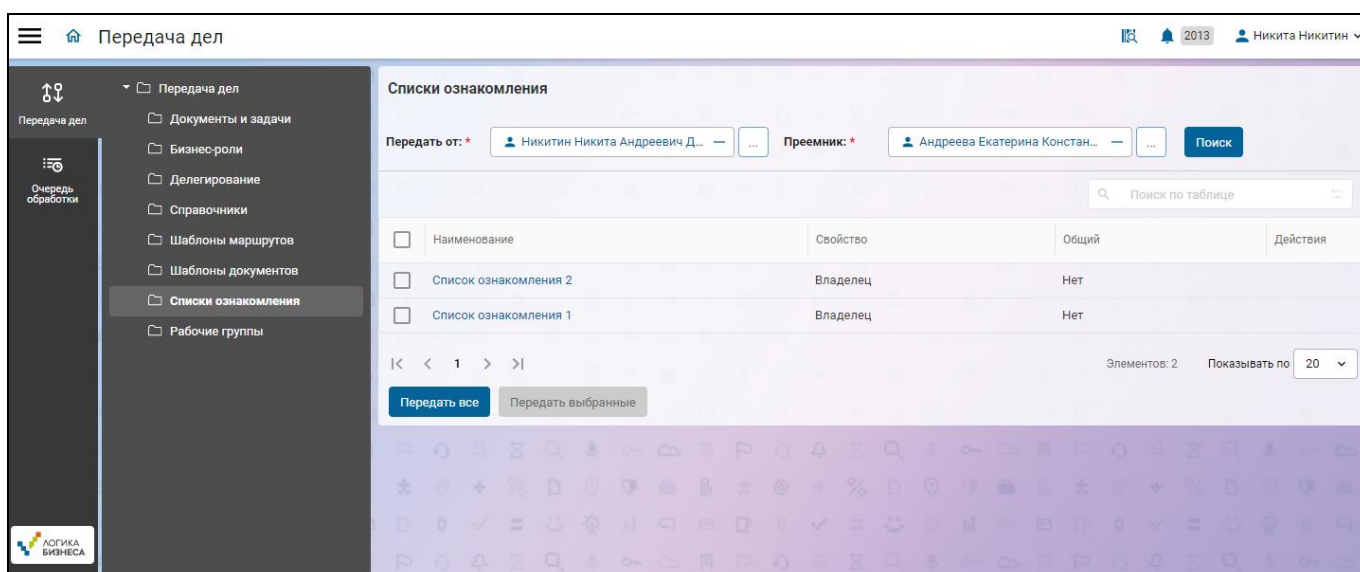 Передача дел
2013
Никита Никитин
Передача дел
Очередь
обработки
Передача дел
Документы и задачи
Бизнес-роли
Делегирование
Справочники
Шаблоны маршрутов
Шаблоны документов
Списки ознакомления
Рабочие группы
ЛОГИКА
БИЗНЕСА
Списки ознакомления
Передать от: * Никитин Никита Андреевич Д... ... Преемник: * Андреева Екатерина Констан... ... Поиск
Поиск по таблице
Наименование Свойство Общий Действия
Список ознакомления 2 Владелец Нет
Список ознакомления 1 Владелец Нет
1 Элементов: 2 Показывать по 20
Передать все Передать выбранные